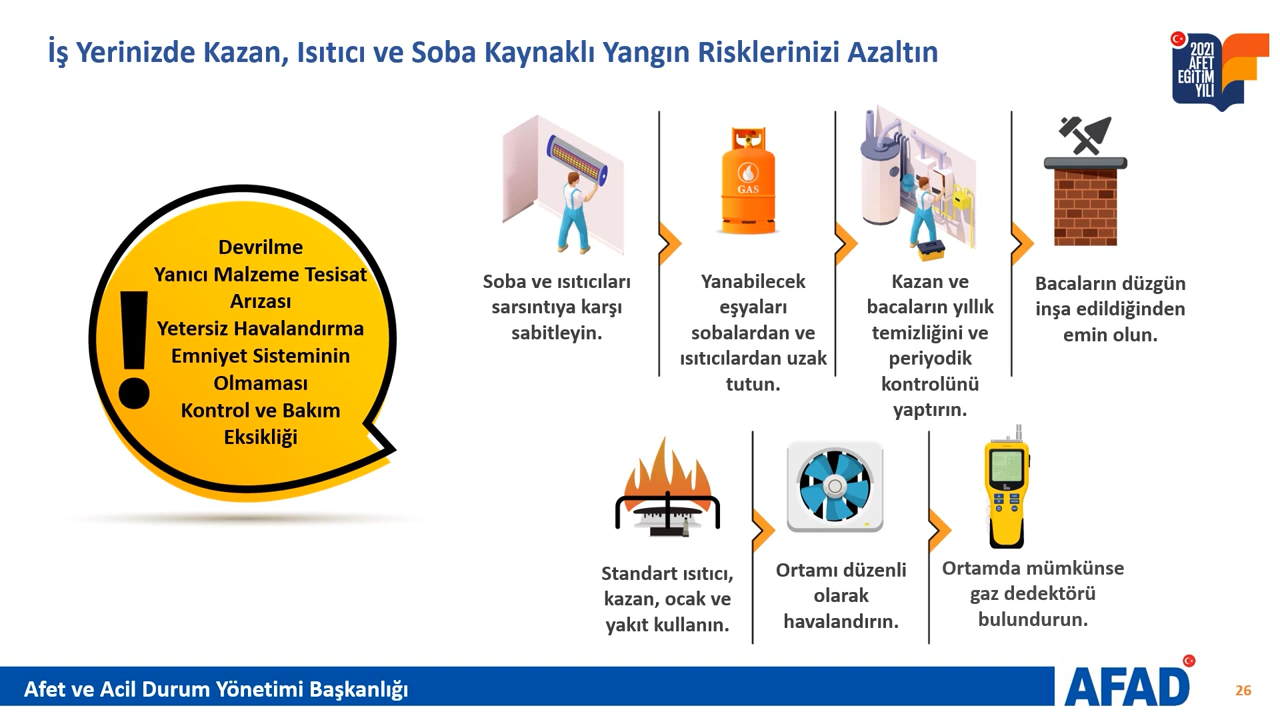 İş Yerinizde Kazan, Isıtıcı ve Soba Kaynaklı Yangın Risklerinizi Azaltın
2021
AFET
EĞİTİM
YILI
Devrilme
Yanıcı Malzeme Tesisat
Arızası
Yetersiz Havalandırma
Emniyet Sisteminin
Olmaması
Kontrol ve Bakım
Eksikliği
Soba ve ısıtıcıları
sarsıntıya karşı
sabitleyin.
GAS
Yanabilecek
eşyaları
sobalardan ve
ısıtıcılardan uzak
tutun.
Kazan ve
bacaların yıllık
temizliğini ve
periyodik
kontrolünü
yaptırın.
Bacaların düzgün
inşa edildiğinden
emin olun.
Standart ısıtıcı,
kazan, ocak ve
yakıt kullanın.
Ortamı düzenli
olarak
havalandırın.
Ortamda mümkünse
gaz dedektörü
bulundurun.
Afet ve Acil Durum Yönetimi Başkanlığı
AFAD
26